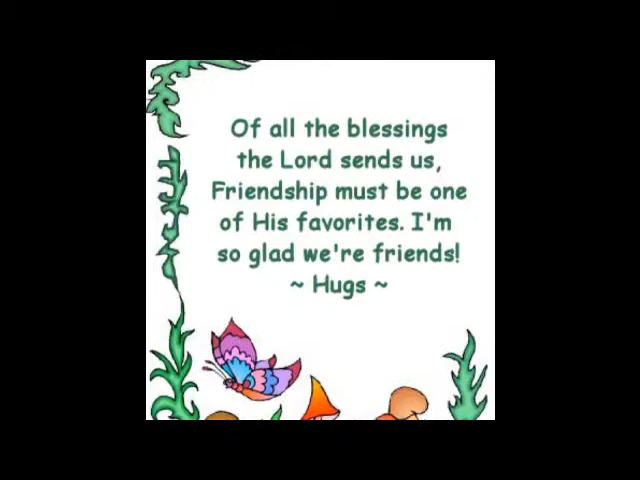 Of all the blessings
the Lord sends us,
Friendship must be one
of His favorites. I'm
so glad we're friends!
~ Hugs ~